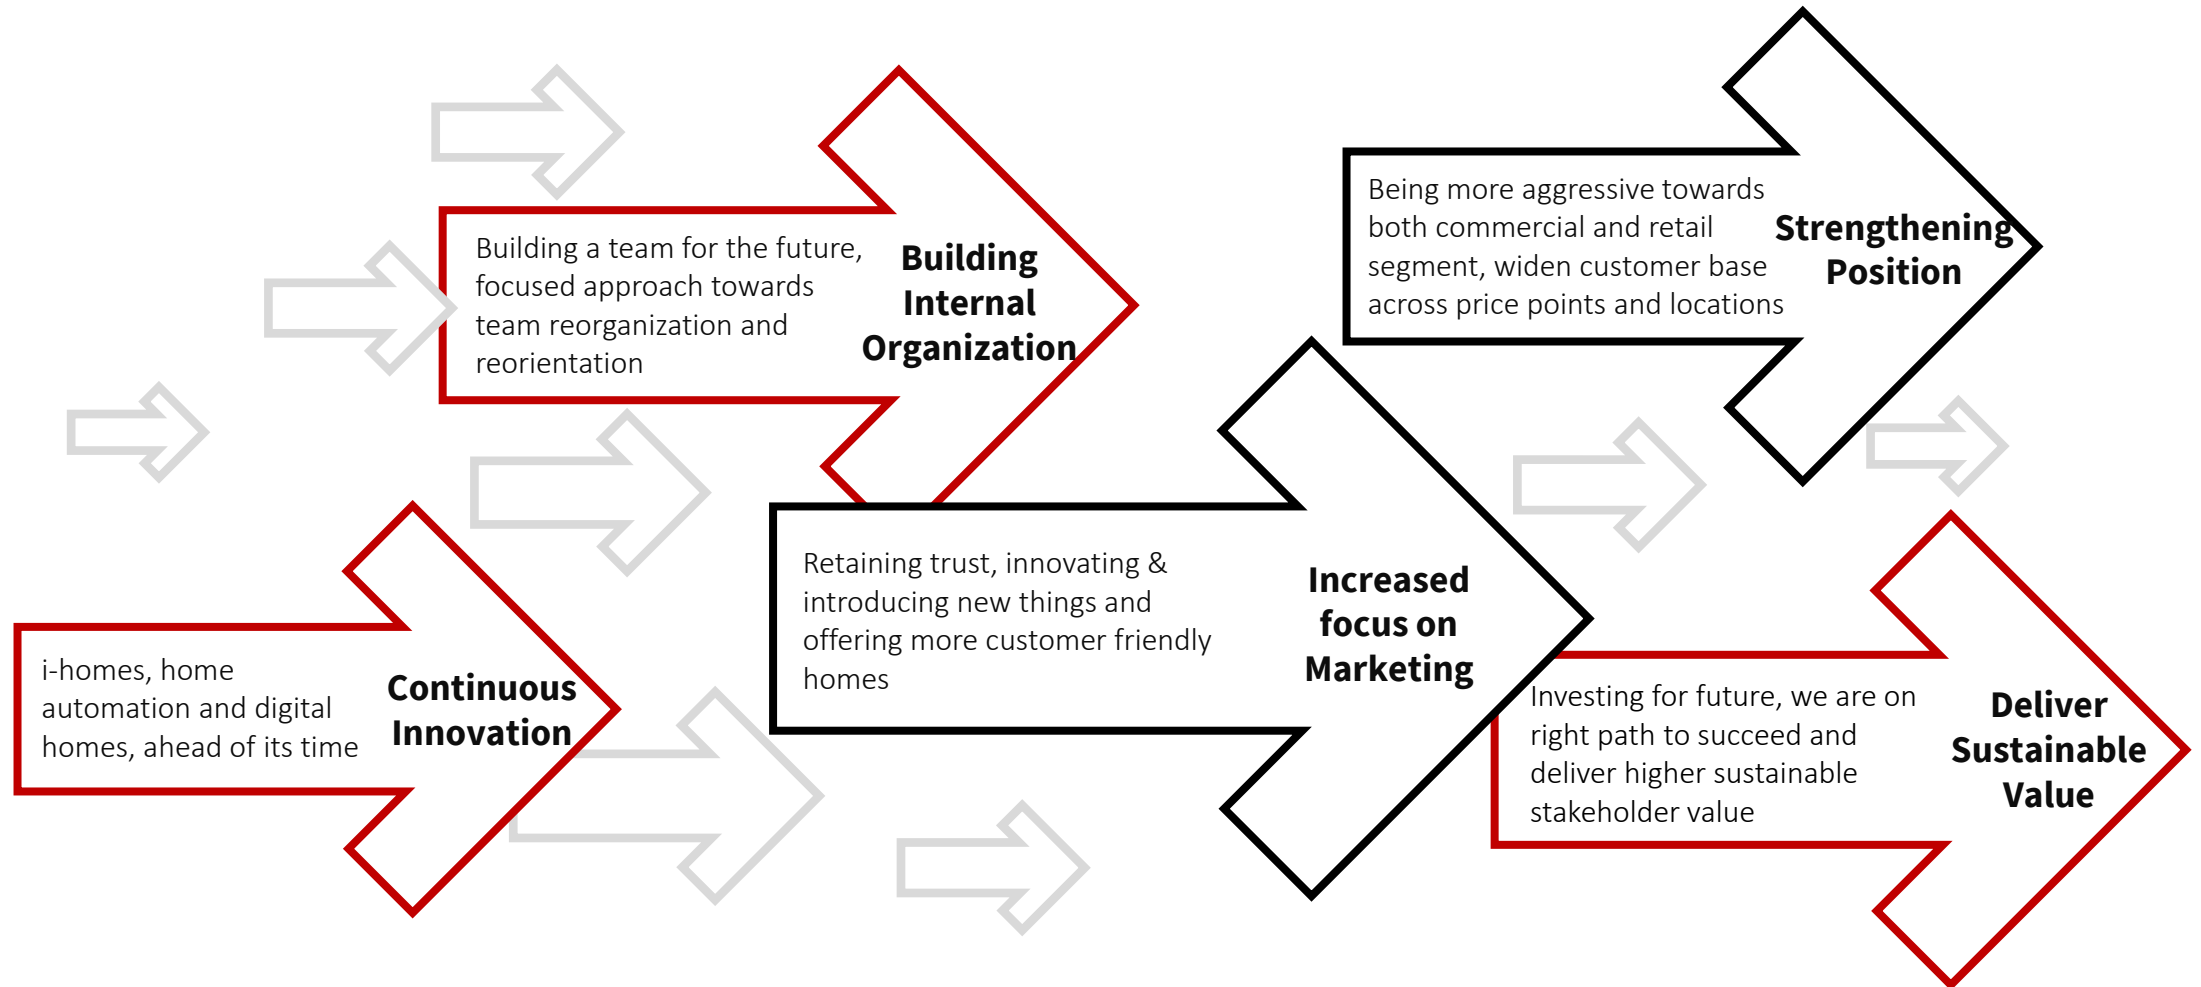 i-homes, home
automation and digital
homes, ahead of its time
Continuous
Innovation
Building a team for the future,
focused approach towards
team reorganization and
reorientation
Building
Internal
Organization
Retaining trust, innovating &
introducing new things and
offering more customer friendly
homes
Increased
focus on
Marketing
Being more aggressive towards
both commercial and retail
segment, widen customer base
across price points and locations
Strengthening
Position
Investing for future, we are on
right path to succeed and
deliver higher sustainable
stakeholder value
Deliver
Sustainable
Value